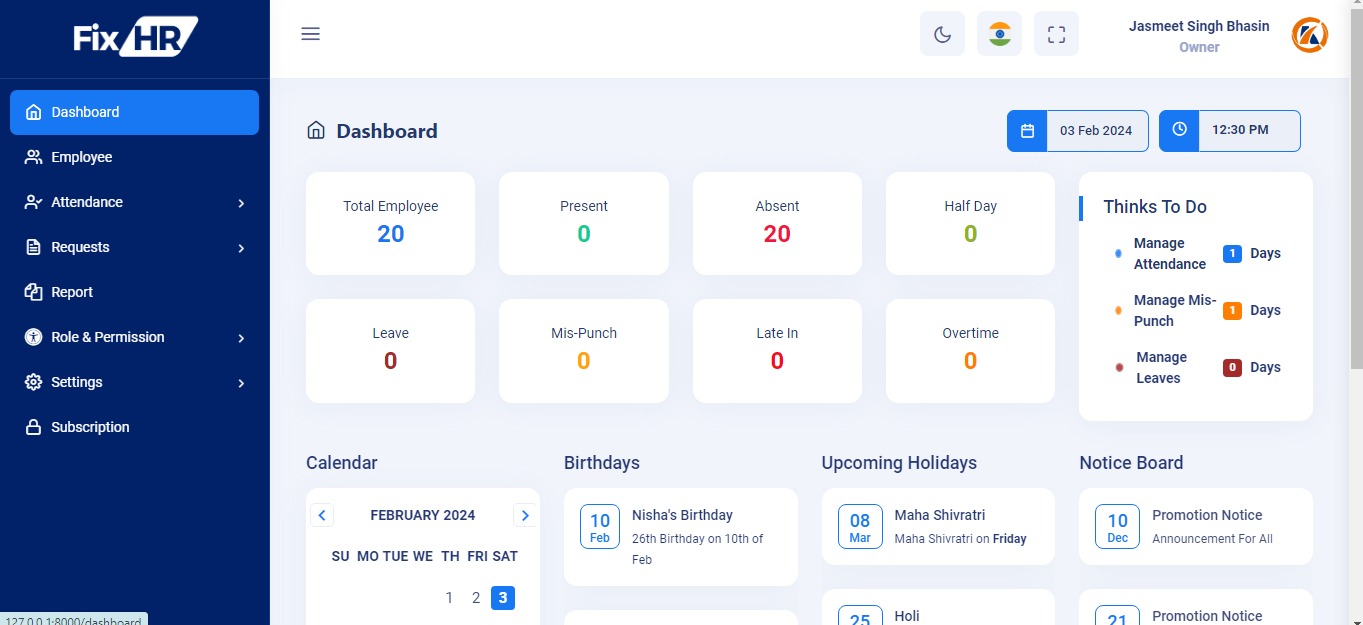 FixHR
Jasmeet Singh Bhasin
Owner
Dashboard
Employee
Attendance
Requests
Report
Role & Permission
Settings
Subscription
Dashboard
03 Feb 2024
12:30 PM
Total Employee
20
Present
0
Absent
20
Half Day
0
Leave
0
Mis-Punch
0
Late In
0
Overtime
0
Thinks To Do
Manage
Attendance
1 Days
Manage Mis-
Punch
1 Days
Manage
Leaves
0 Days
Calendar
FEBRUARY 2024
SU MO TUE WE TH FRI SAT
1 2 3
Birthdays
10
Feb
Nisha's Birthday
26th Birthday on 10th of
Feb
Upcoming Holidays
08
Mar
Maha Shivratri
Maha Shivratri on Friday
25
Holi
Notice Board
10
Dec
Promotion Notice
Announcement For All
21
Promotion Notice
127.0.0.1:8000/dashboard